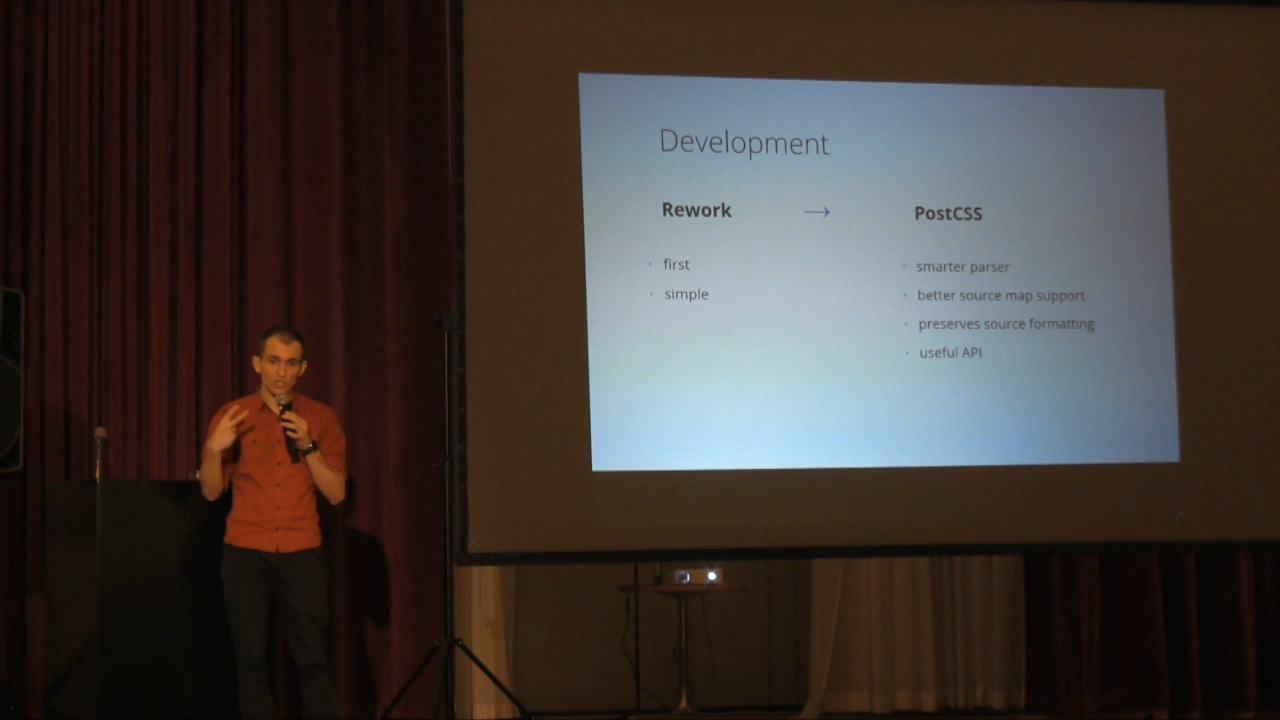 Development
Rework → PostCSS
· first
· simple
· smarter parser
· better source map support
· preserves source formatting
· useful API